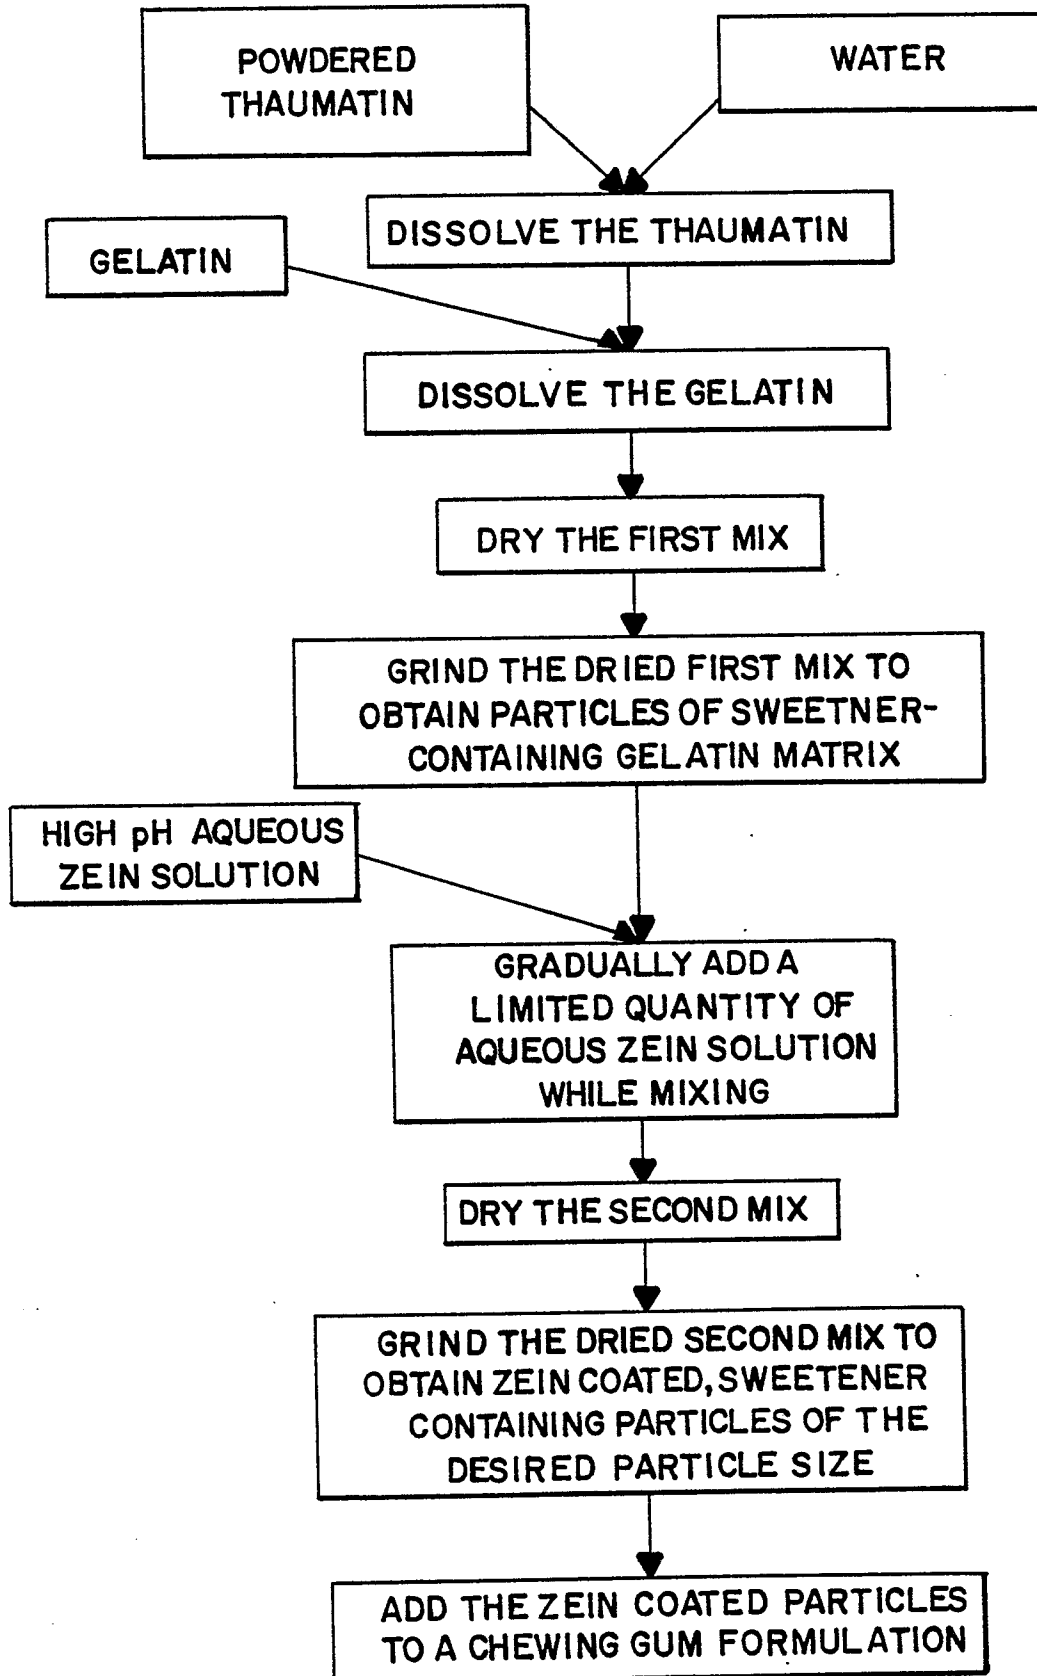 POWDERED
THAUMATIN
WATER
DISSOLVE THE THAUMATIN
GELATIN
DISSOLVE THE GELATIN
DRY THE FIRST MIX
GRIND THE DRIED FIRST MIX TO
OBTAIN PARTICLES OF SWEETNER-
CONTAINING GELATIN MATRIX
HIGH pH AQUEOUS
ZEIN SOLUTION
GRADUALLY ADD A
LIMITED QUANTITY OF
AQUEOUS ZEIN SOLUTION
WHILE MIXING
DRY THE SECOND MIX
GRIND THE DRIED SECOND MIX TO
OBTAIN ZEIN COATED, SWEETENER
CONTAINING PARTICLES OF THE
DESIRED PARTICLE SIZE
ADD THE ZEIN COATED PARTICLES
TO A CHEWING GUM FORMULATION